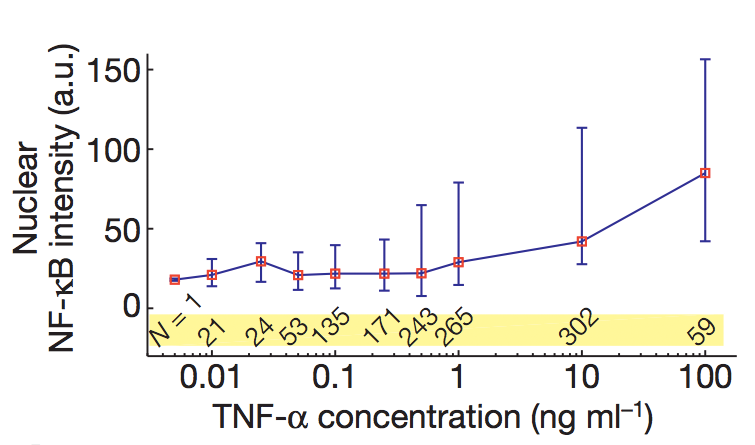 Nuclear
NF-κB intensity (a.u.)
150
100
50
0
N = 1 21 24 53 135 171 243 265 302 59
0.01 0.1 1 10 100
TNF-α concentration (ng ml⁻¹)